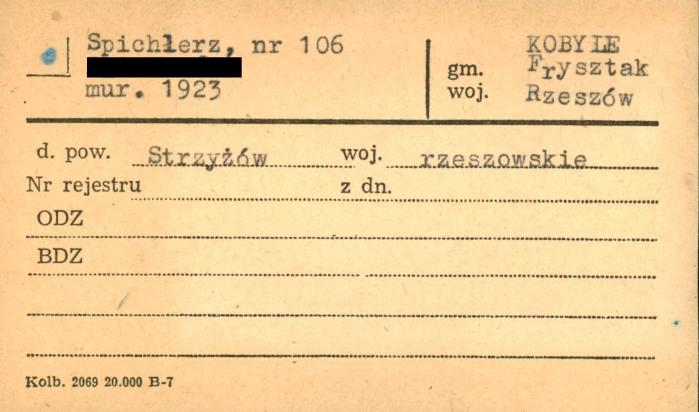 Spichlerz, nr 106
mur. 1923
KOBYLE
gm. Frysztak
woj. Rzeszów
d. pow. Strzyżów woj. rzeszowskie
Nr rejestru z dn.
ODZ
BDZ
Kolb. 2069 20.000 B-7